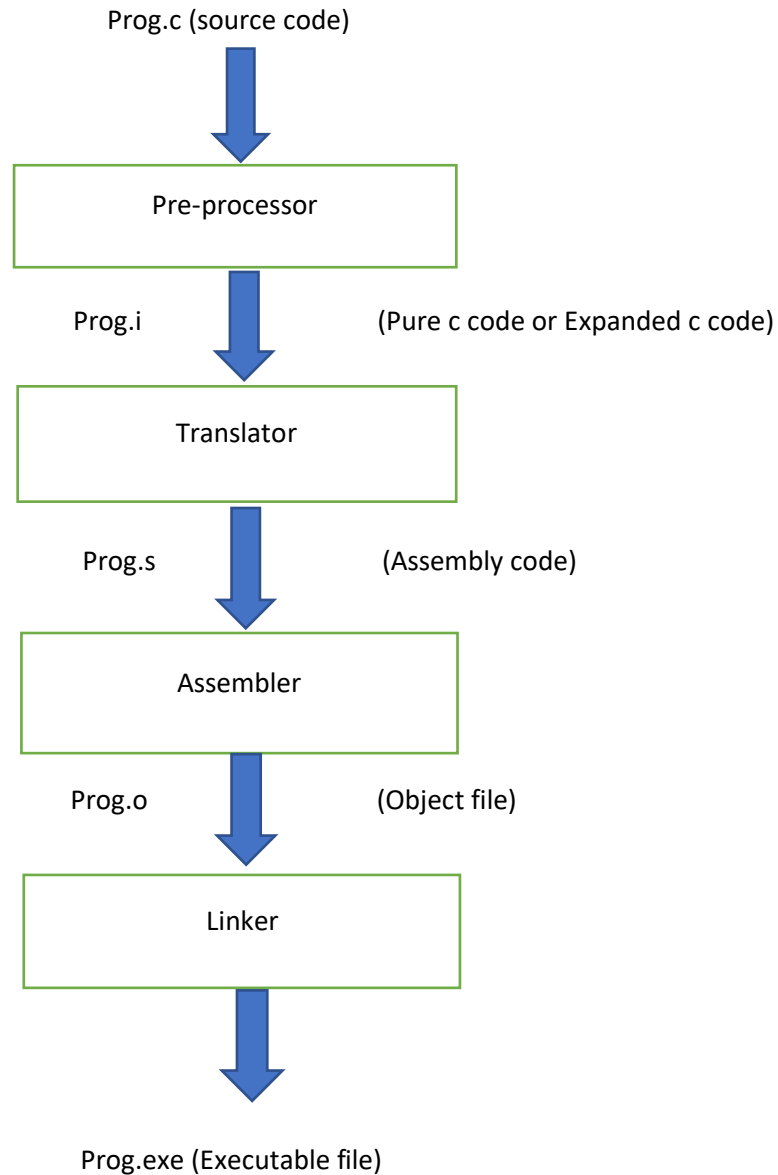 Prog.c (source code)
Pre-processor
Prog.i (Pure c code or Expanded c code)
Translator
Prog.s (Assembly code)
Assembler
Prog.o (Object file)
Linker
Prog.exe (Executable file)